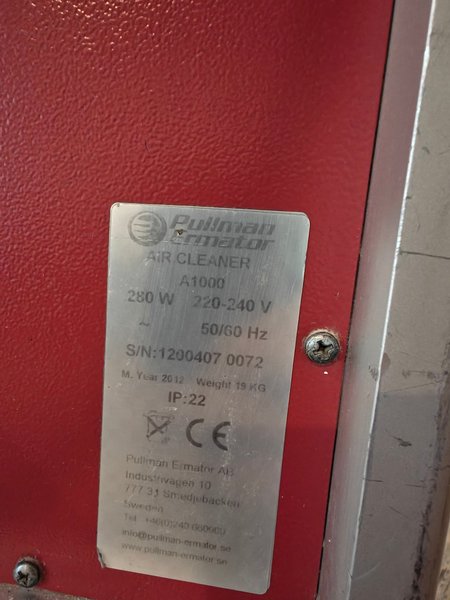 Pullman
Ermator
AIR CLEANER
A1000
280 W 220-240 V
~ 50/60 Hz
S/N:1200407 0072
M. Year 2012 Weight 19 KG
IP:22
CE
Pullman Ermator AB
Industrivägen 10
777 31 Smedjebacken
Sweden
Tel
info@pullman-ermator.se
www.pullman-ermator.se